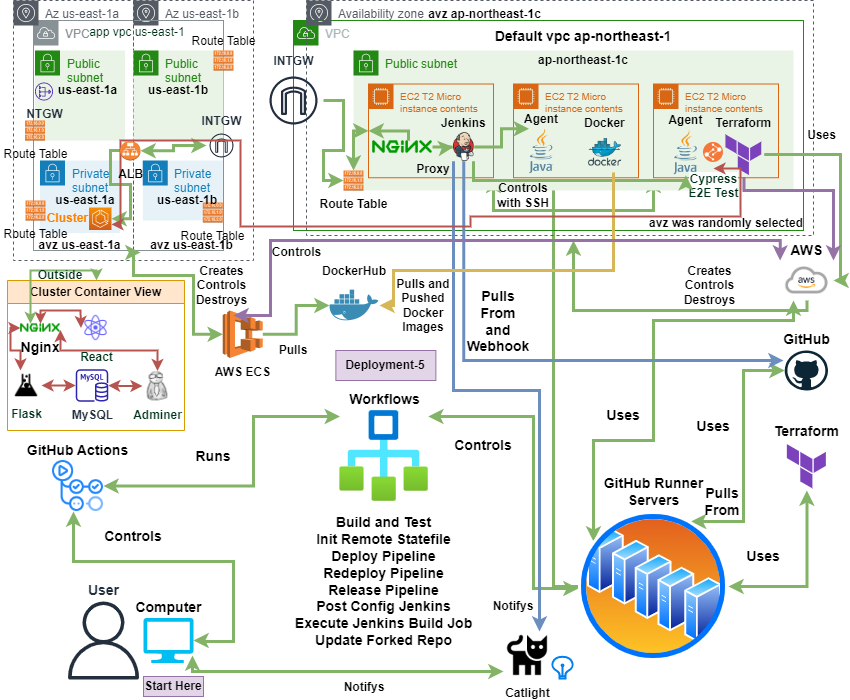 Az us-east-1a
Az us-east-1b
VPC app vpc us-east-1
Public
subnet
us-east-1a
Public
subnet
us-east-1b
Route Table
NTGW
INTGW
Route Table
ALB
Private
subnet
us-east-1a
Private
subnet
us-east-1b
Cluster
Route Table
Route Table
avz us-east-1a
avz us-east-1b
Availability zone avz ap-northeast-1c
VPC
Default vpc ap-northeast-1
ap-northeast-1c
INTGW
Public subnet
EC2 T2 Micro
instance contents
NGiNX
Jenkins
Proxy
EC2 T2 Micro
instance contents
Agent
Docker
Java
docker
EC2 T2 Micro
instance contents
Agent
Terraform
Java
Cypress
E2E Test
Route Table
Controls
with SSH
avz was randomly selected
Uses
Outside
Cluster Container View
NGiNX
Nginx
React
Flask
MySQL
MySQL
Adminer
Creates
Controls
Destroys
AWS ECS
Controls
DockerHub
Pulls
Pulls and
Pushed
Docker
Images
Pulls
From
and
Webhook
Creates
Controls
Destroys
AWS
aws
GitHub
Deployment-5
Workflows
Runs
Controls
GitHub Actions
Controls
Build and Test
Init Remote Statefile
Deploy Pipeline
Redeploy Pipeline
Release Pipeline
Post Config Jenkins
Execute Jenkins Build Job
Update Forked Repo
Uses
Uses
Terraform
GitHub Runner
Servers
Pulls
From
Uses
User
Computer
Start Here
Notifys
Notifys
Catlight